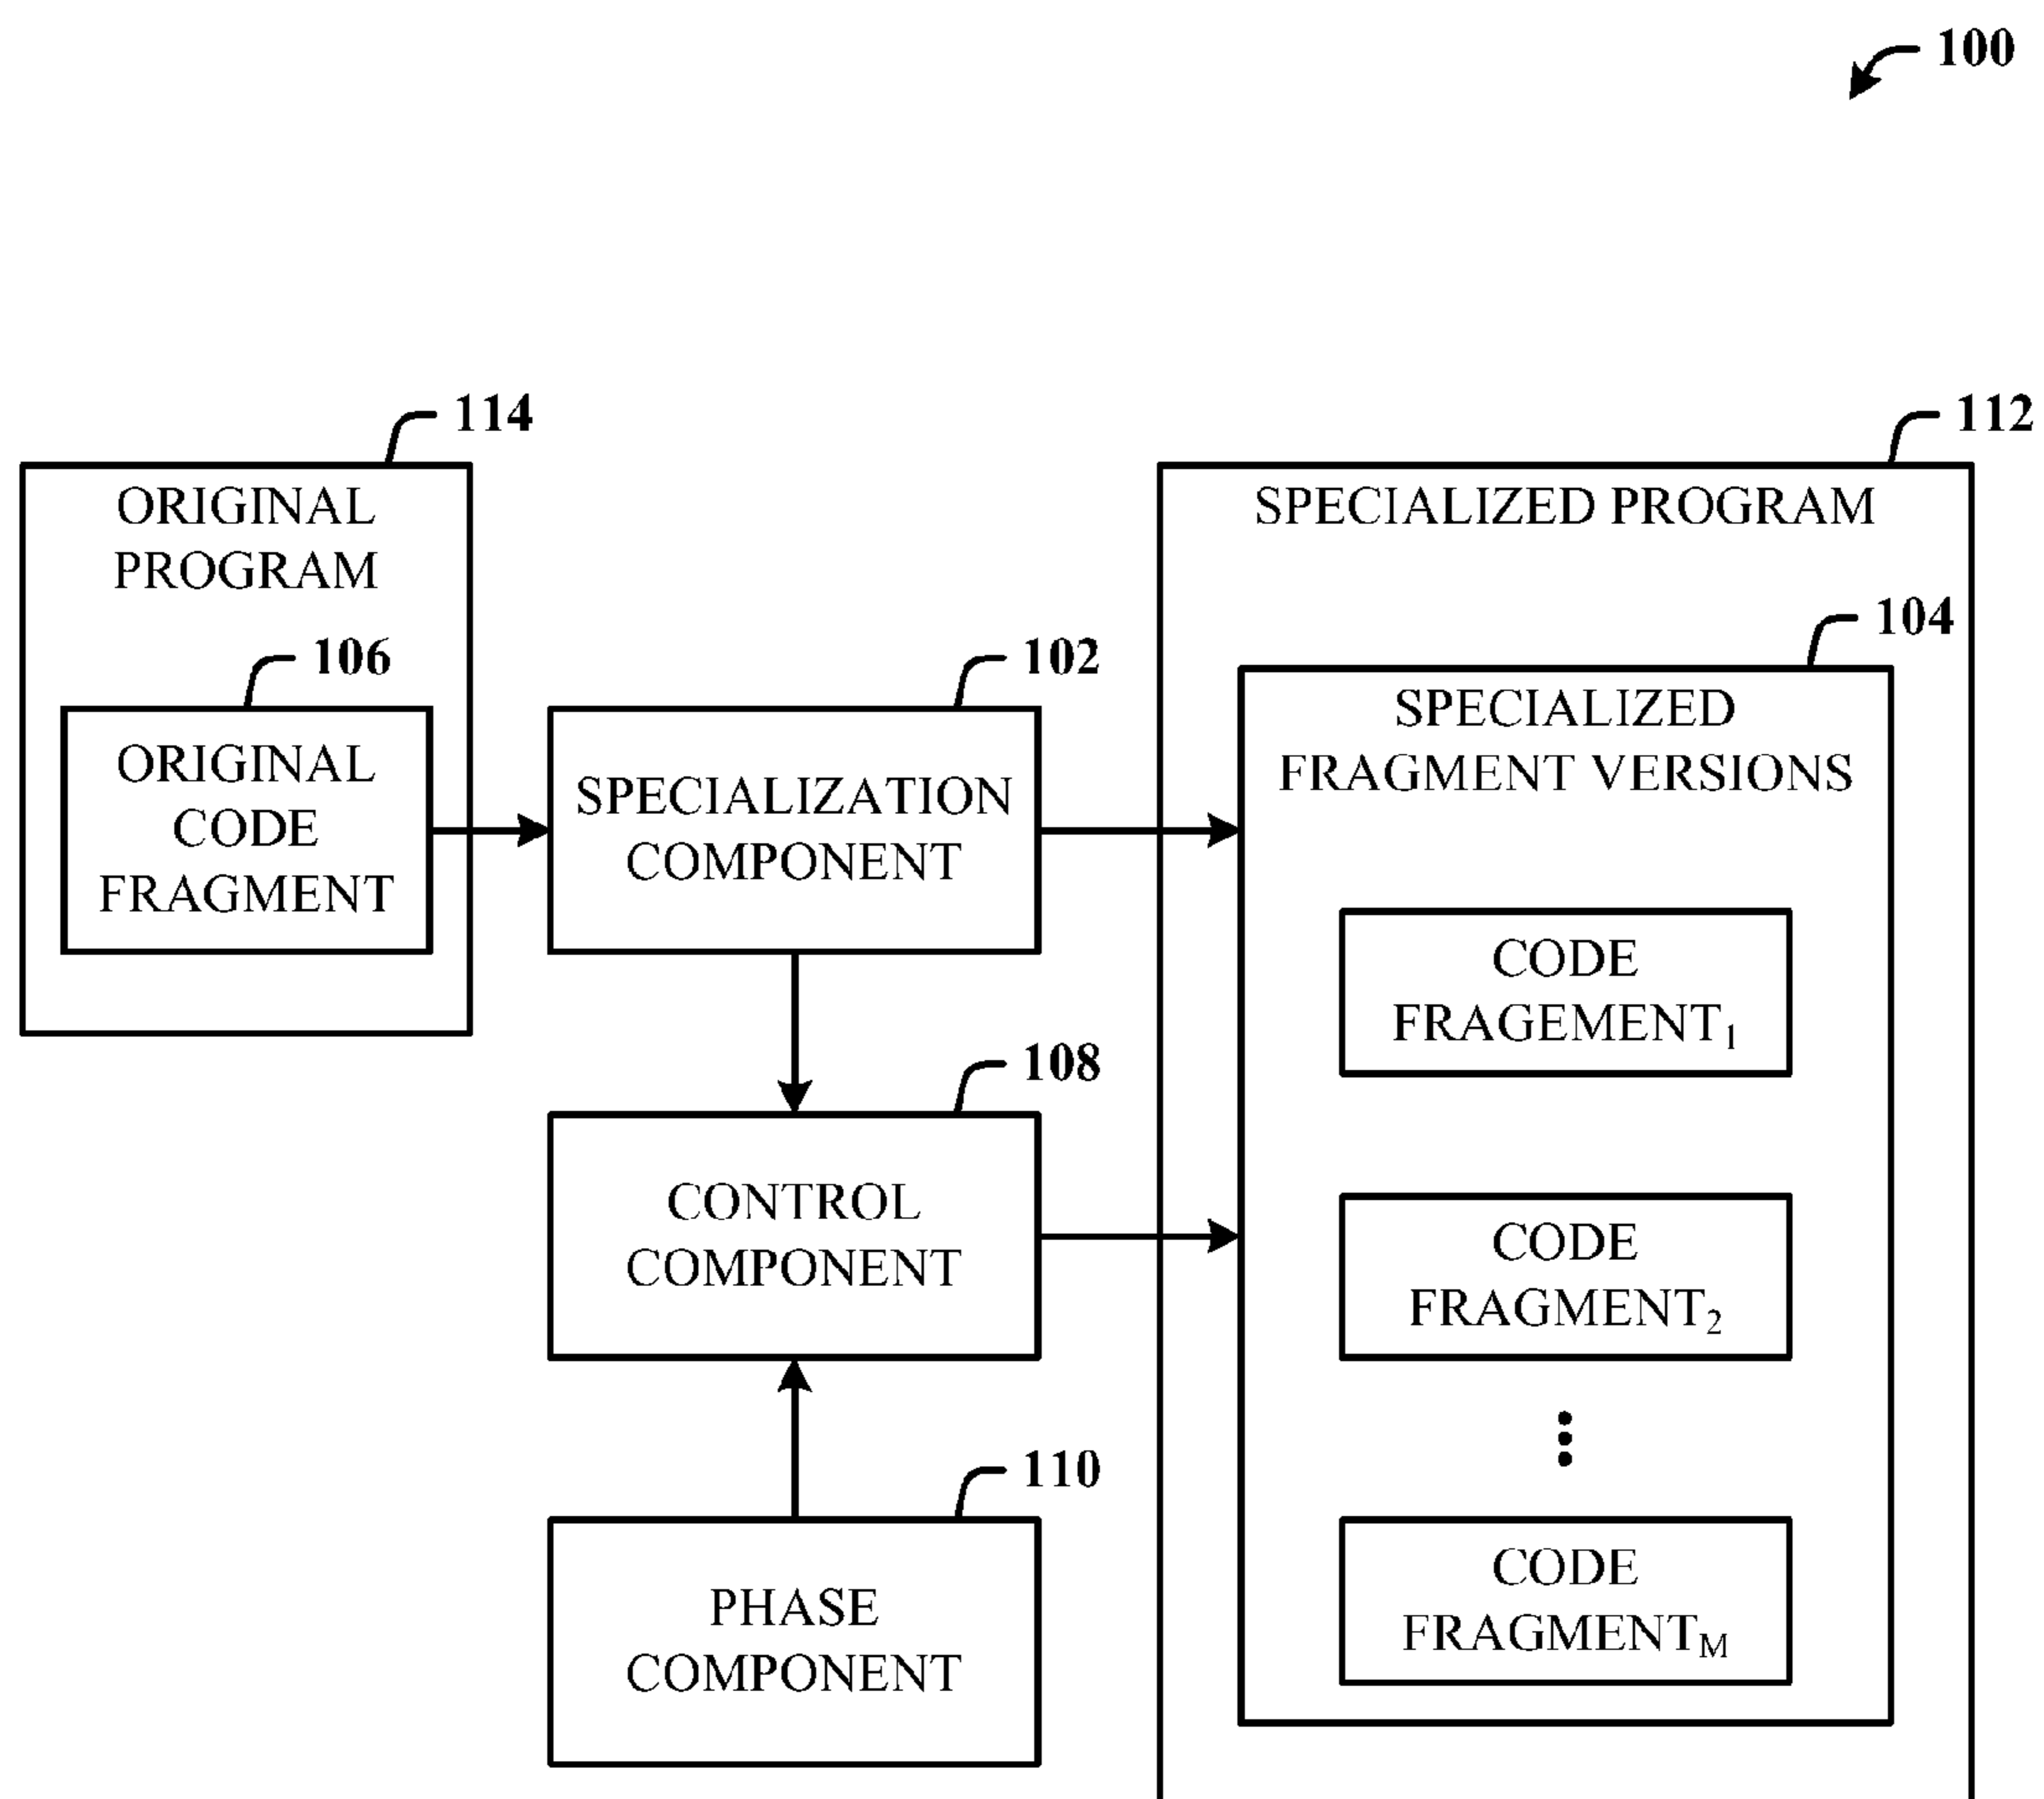 100
114
ORIGINAL
PROGRAM
106
ORIGINAL
CODE
FRAGMENT
102
SPECIALIZATION
COMPONENT
108
CONTROL
COMPONENT
110
PHASE
COMPONENT
112
SPECIALIZED PROGRAM
104
SPECIALIZED
FRAGMENT VERSIONS
CODE
FRAGEMENT1
CODE
FRAGMENT2
CODE
FRAGMENTM